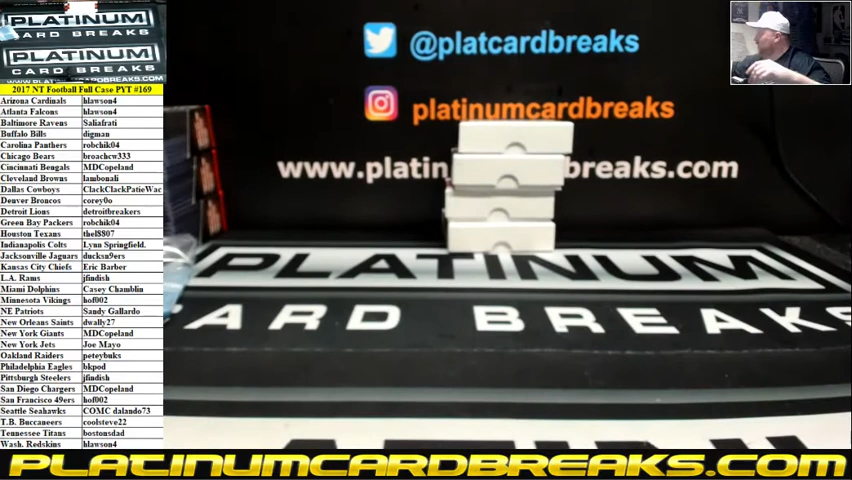 PLATINUM
CARD BREAKS
PLATINUM
CARD BREAKS
2017 NT Football Full Case PYT #169
Arizona Cardinals hlawson4
Atlanta Falcons hlawson4
Baltimore Ravens Saliafrati
Buffalo Bills digman
Carolina Panthers robchik04
Chicago Bears broachcw333
Cincinnati Bengals MDCopeland
Cleveland Browns lambonali
Dallas Cowboys ClackClackPatieWac
Denver Broncos corey0o
Detroit Lions detroitbreakers
Green Bay Packers robchik04
Houston Texans thel8807
Indianapolis Colts Lynn Springfield.
Jacksonville Jaguars ducksn9ers
Kansas City Chiefs Eric Barber
L.A. Rams jfindish
Miami Dolphins Casey Chamblin
Minnesota Vikings hof002
NE Patriots Sandy Gallardo
New Orleans Saints dwally27
New York Giants MDCopeland
New York Jets Joe Mayo
Oakland Raiders peteybuks
Philadelphia Eagles bkpod
Pittsburgh Steelers jfindish
San Diego Chargers MDCopeland
San Francisco 49ers hof002
Seattle Seahawks COMC dalando73
T.B. Buccaneers coolsteve22
Tennessee Titans bostonsdad
Wash. Redskins hlawson4
@platcardbreaks
platinumcardbreaks
www.platin breaks.com
PLATINUM
CARD BREAKS
PLATINUMCARDBREAKS.COM